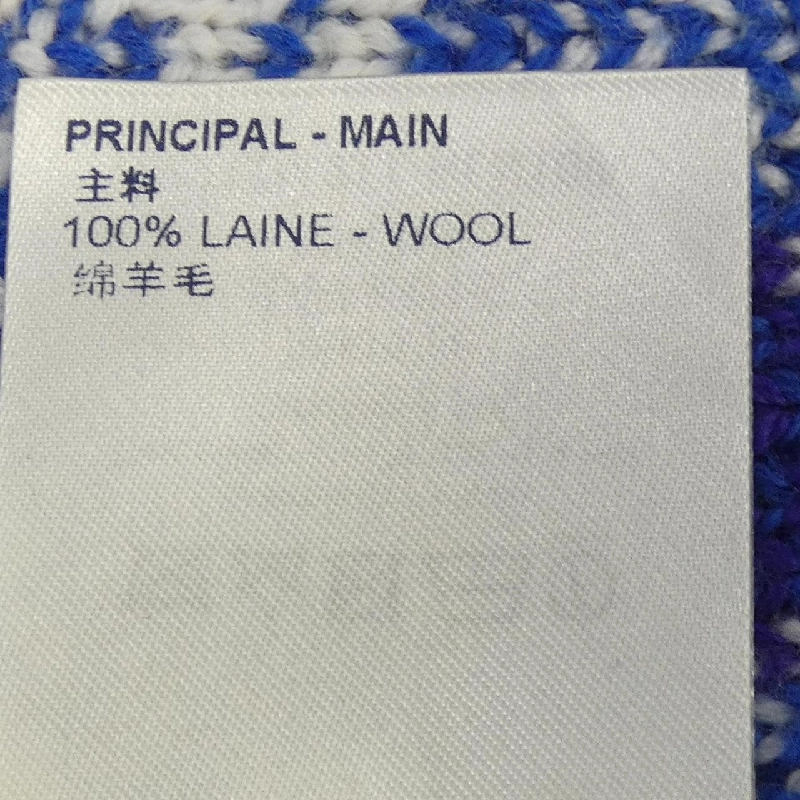 PRINCIPAL - MAIN
主料
100% LAINE - WOOL
绵羊毛